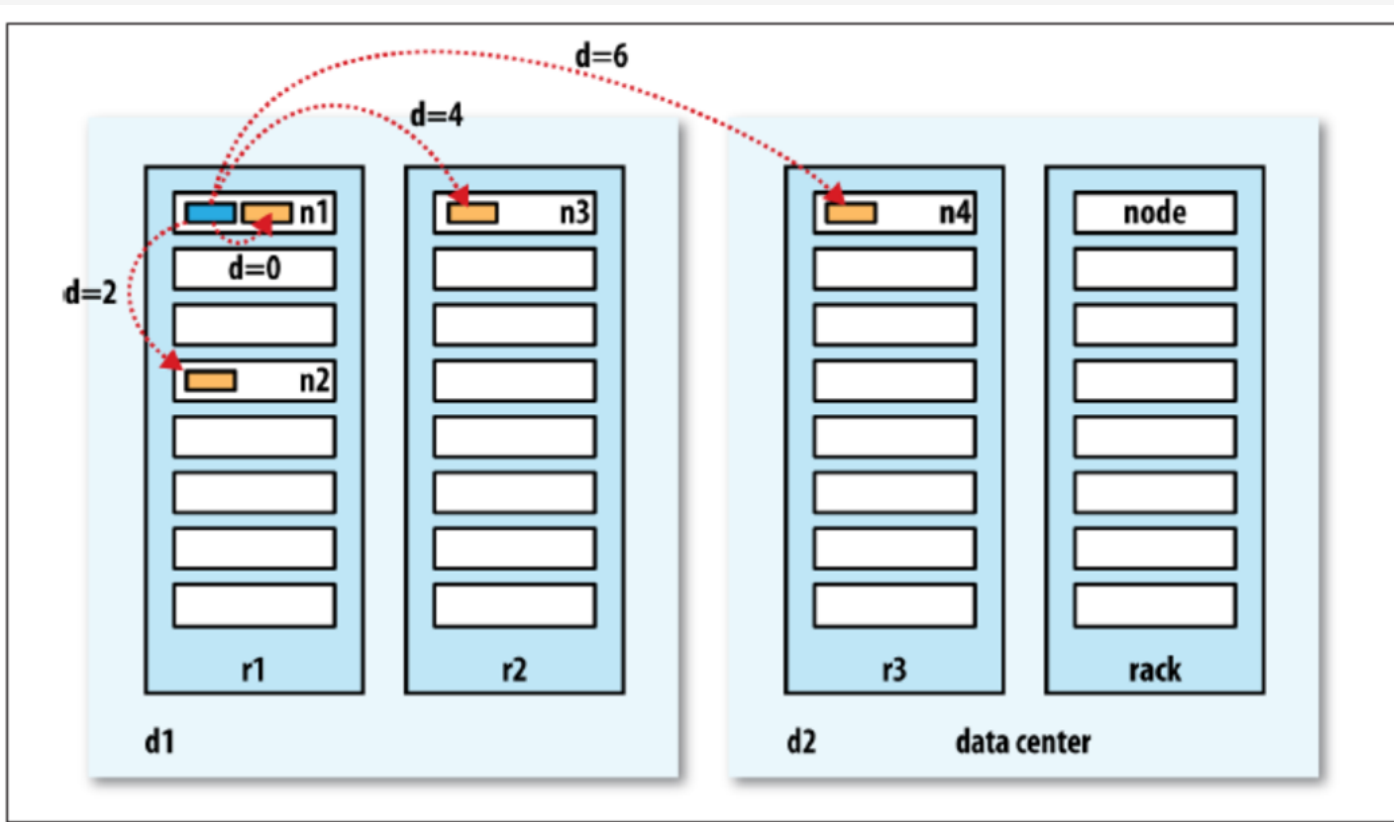 d=6
d=4
n1
n3
n4
node
d=0
d=2
n2
r1
r2
r3
rack
d1
d2
data center